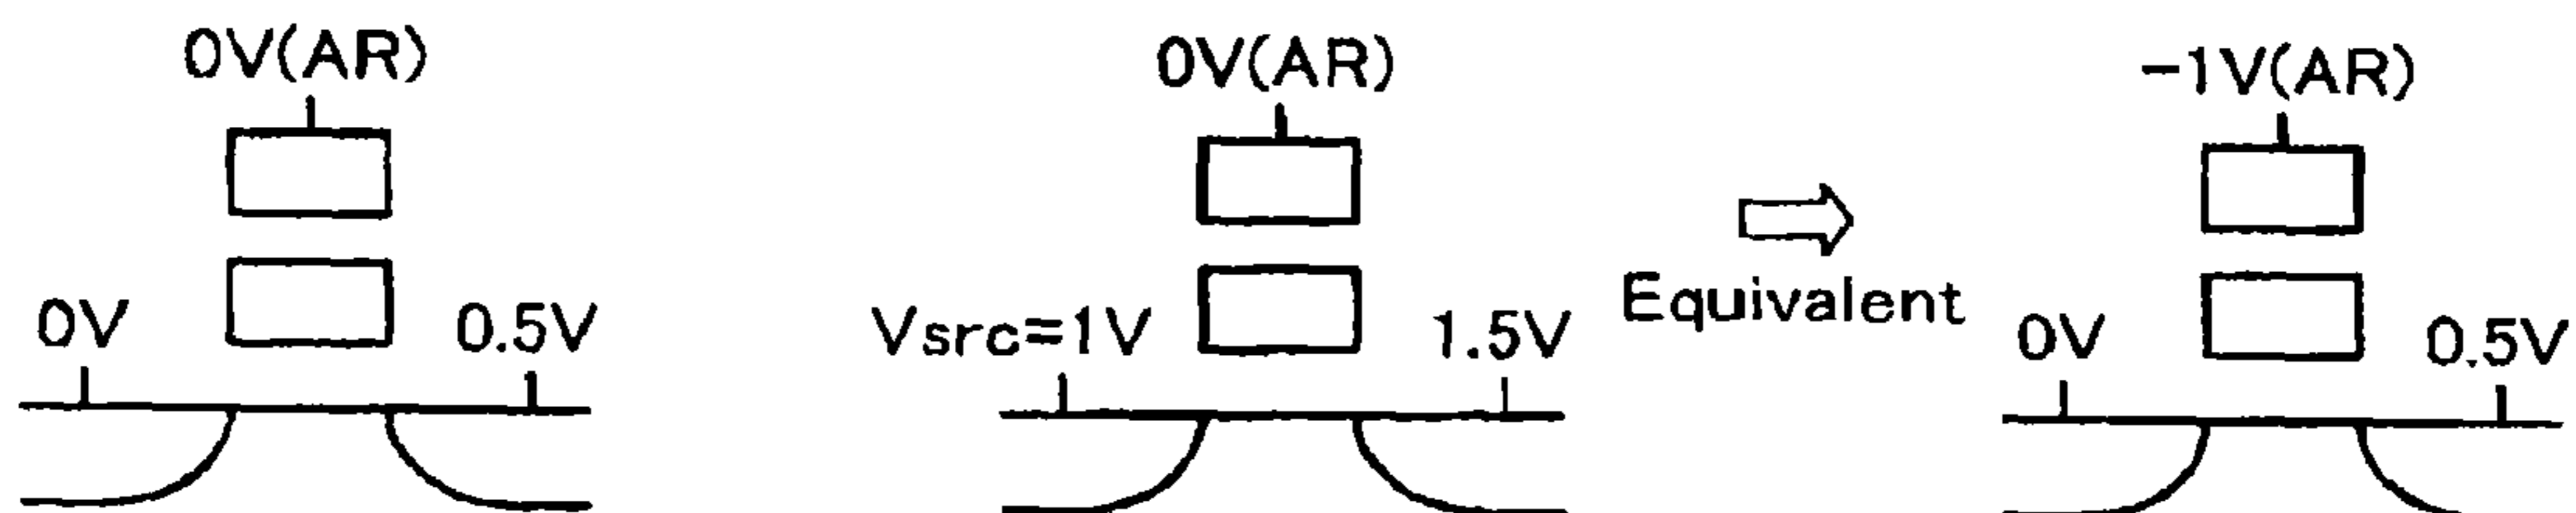 0V(AR)
0V
0.5V
0V(AR)
Vsrc=1V
1.5V
Equivalent
-1V(AR)
0V
0.5V